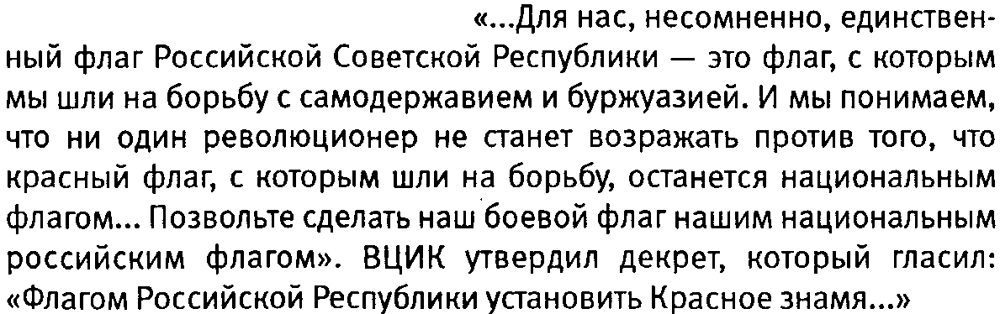 «...Для нас, несомненно, единствен-
ный флаг Российской Советской Республики — это флаг, с которым
мы шли на борьбу с самодержавием и буржуазией. И мы понимаем,
что ни один революционер не станет возражать против того, что
красный флаг, с которым шли на борьбу, останется национальным
флагом... Позвольте сделать наш боевой флаг нашим национальным
российским флагом». ВЦИК утвердил декрет, который гласил:
«Флагом Российской Республики установить Красное знамя...»